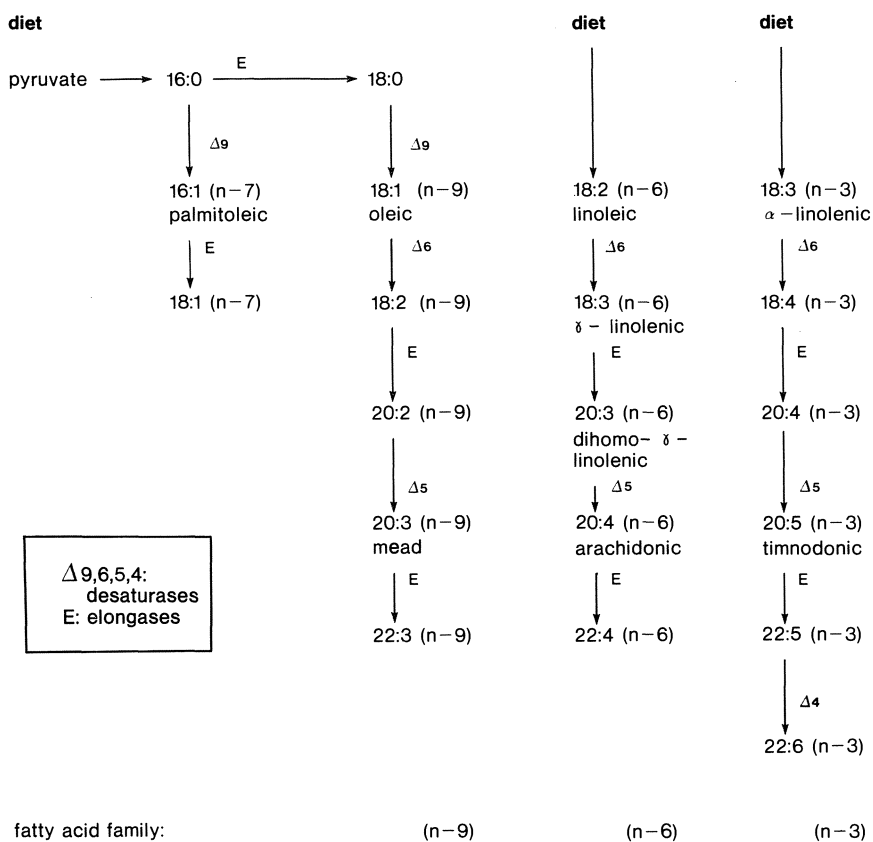 diet diet diet
E
pyruvate 16:0 18:0
Δ9 Δ9
16:1 (n−7) 18:1 (n−9) 18:2 (n−6) 18:3 (n−3)
palmitoleic oleic linoleic α −linolenic
E Δ6 Δ6 Δ6
18:1 (n−7) 18:2 (n−9) 18:3 (n−6) 18:4 (n−3)
ɣ − linolenic
E E E
20:2 (n−9) 20:3 (n−6) 20:4 (n−3)
dihomo− ɣ −
linolenic
Δ5 Δ5 Δ5
20:3 (n−9) 20:4 (n−6) 20:5 (n−3)
mead arachidonic timnodonic
Δ9,6,5,4:
desaturases
E: elongases
E E E
22:3 (n−9) 22:4 (n−6) 22:5 (n−3)
Δ4
22:6 (n−3)
fatty acid family: (n−9) (n−6) (n−3)